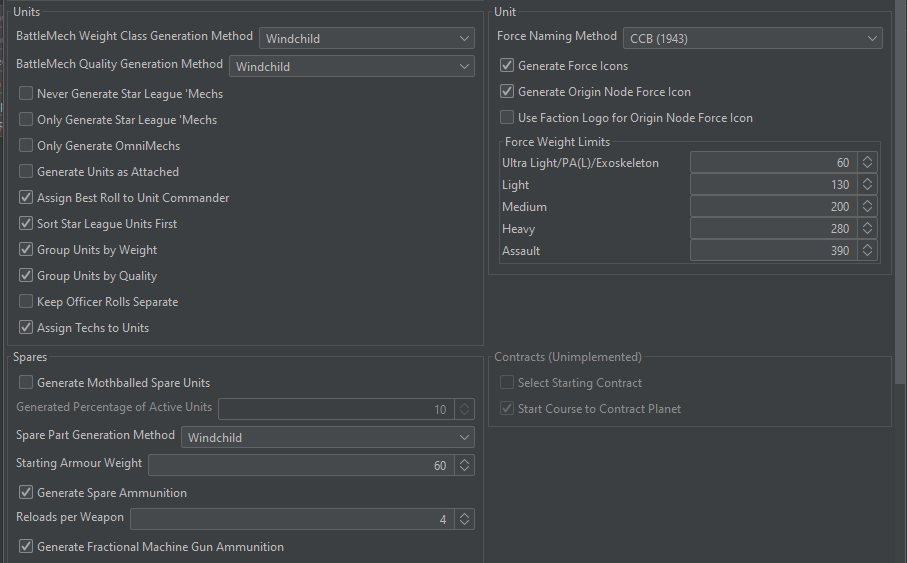 Units
BattleMech Weight Class Generation Method Windchild
BattleMech Quality Generation Method Windchild
Never Generate Star League 'Mechs
Only Generate Star League 'Mechs
Only Generate OmniMechs
Generate Units as Attached
Assign Best Roll to Unit Commander
Sort Star League Units First
Group Units by Weight
Group Units by Quality
Keep Officer Rolls Separate
Assign Techs to Units
Unit
Force Naming Method CCB (1943)
Generate Force Icons
Generate Origin Node Force Icon
Use Faction Logo for Origin Node Force Icon
Force Weight Limits
Ultra Light/PA(L)/Exoskeleton 60
Light 130
Medium 200
Heavy 280
Assault 390
Spares
Generate Mothballed Spare Units
Generated Percentage of Active Units 10
Spare Part Generation Method Windchild
Starting Armour Weight 60
Generate Spare Ammunition
Reloads per Weapon 4
Generate Fractional Machine Gun Ammunition
Contracts (Unimplemented)
Select Starting Contract
Start Course to Contract Planet